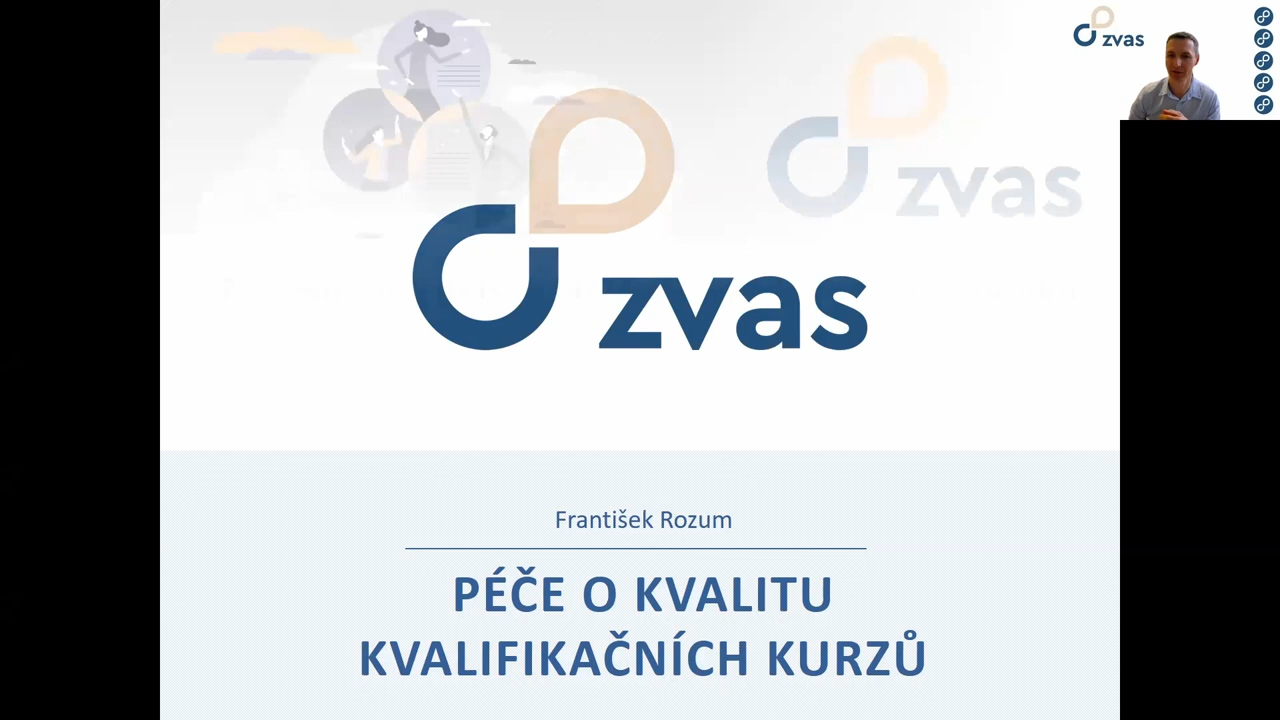 zvas
zvas
zvas
František Rozum
PÉČE O KVALITU
KVALIFIKAČNÍCH KURZŮ